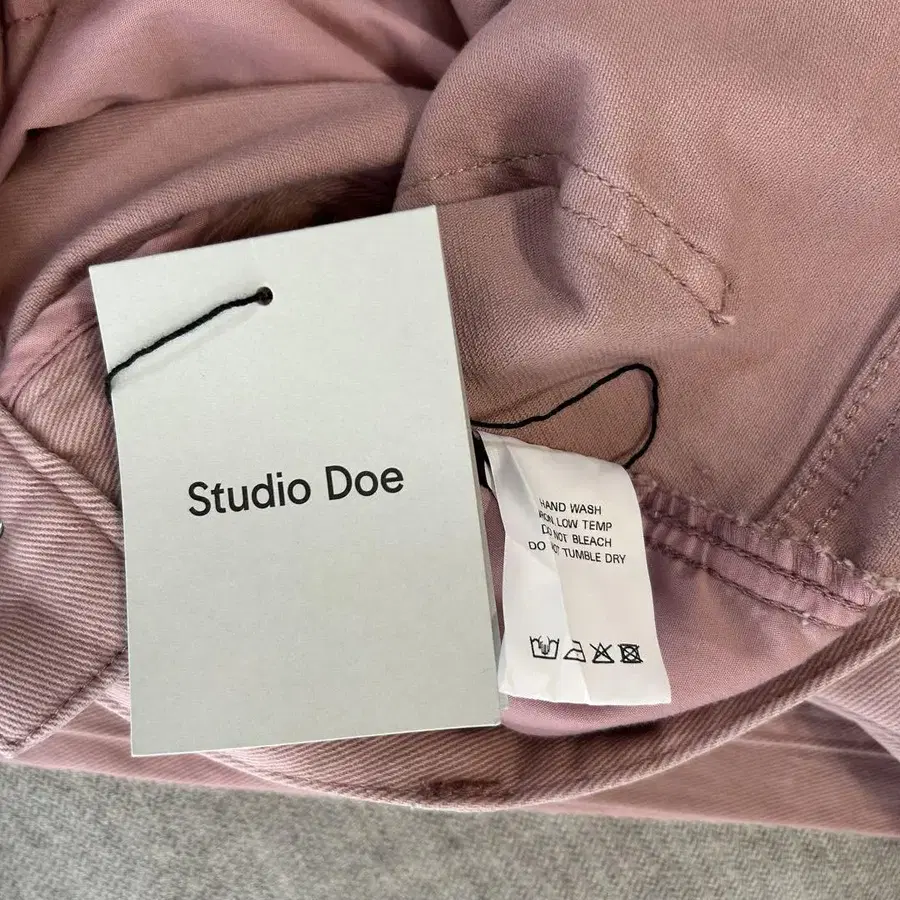 Studio Doe
HAND WASH
IRON LOW TEMP
DO NOT BLEACH
DO NOT TUMBLE DRY